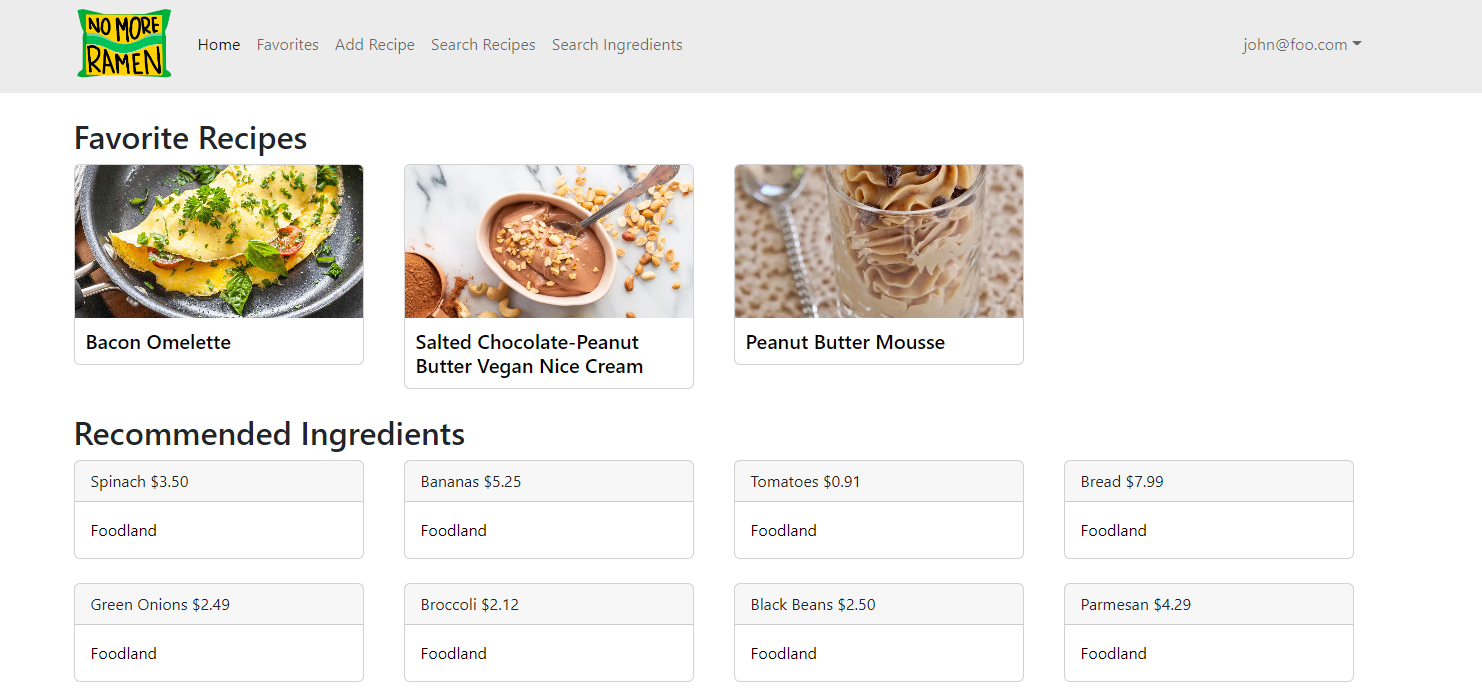 NO MORE
RAMEN
Home Favorites Add Recipe Search Recipes Search Ingredients john@foo.com
Favorite Recipes
Bacon Omelette
Salted Chocolate-Peanut
Butter Vegan Nice Cream
Peanut Butter Mousse
Recommended Ingredients
Spinach $3.50
Foodland
Bananas $5.25
Foodland
Tomatoes $0.91
Foodland
Bread $7.99
Foodland
Green Onions $2.49
Foodland
Broccoli $2.12
Foodland
Black Beans $2.50
Foodland
Parmesan $4.29
Foodland